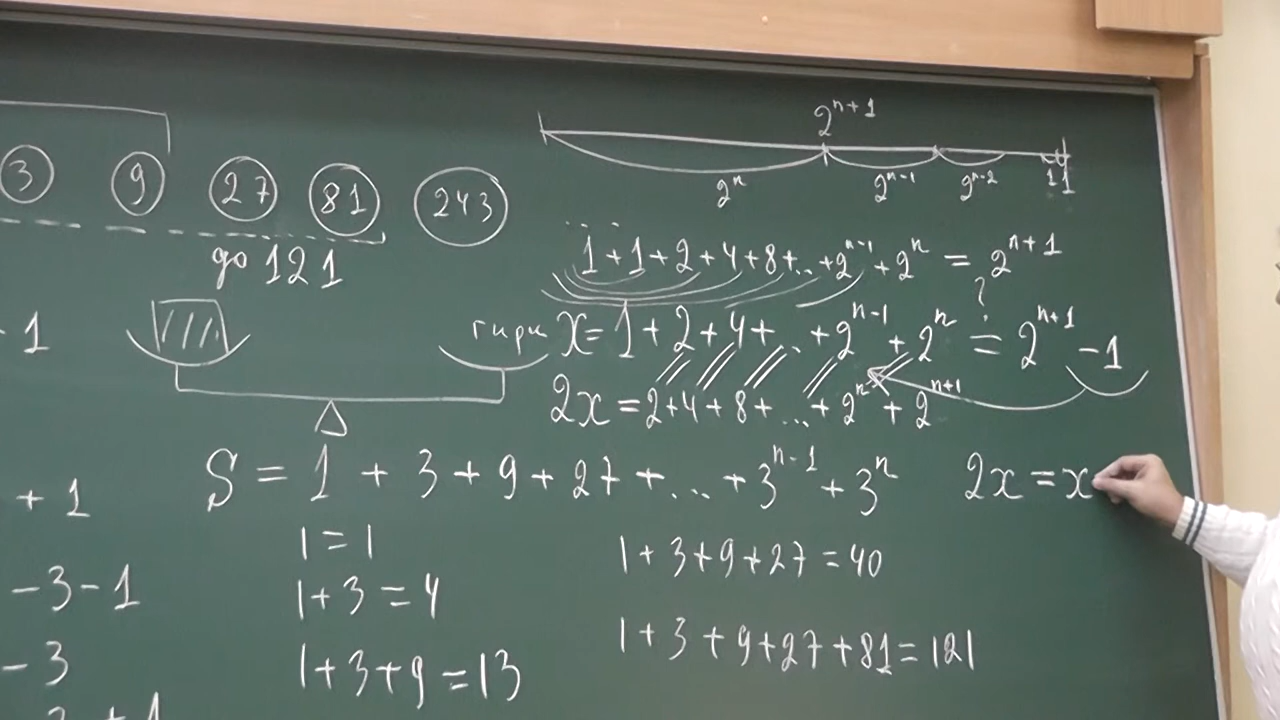 2^{n+1}
2^n 2^{n-1} 2^{n-2} 1 1
3 9 27 81 243
до 121
1+1+2+4+8+...+2^{n-1}+2^n = 2^{n+1}
?
- 1
гири x=1+2+4+...+2^{n-1}+2^n = 2^{n+1} -1
2x=2+4+8+...+2^n+2^{n+1}
S = 1 + 3 + 9 + 27 + ... + 3^{n-1} + 3^n
2x = x
+ 1
1 = 1
1+3+9+27=40
-3-1
1+3=4
1+3+9+27+81=121
-3
1+3+9=13
+1